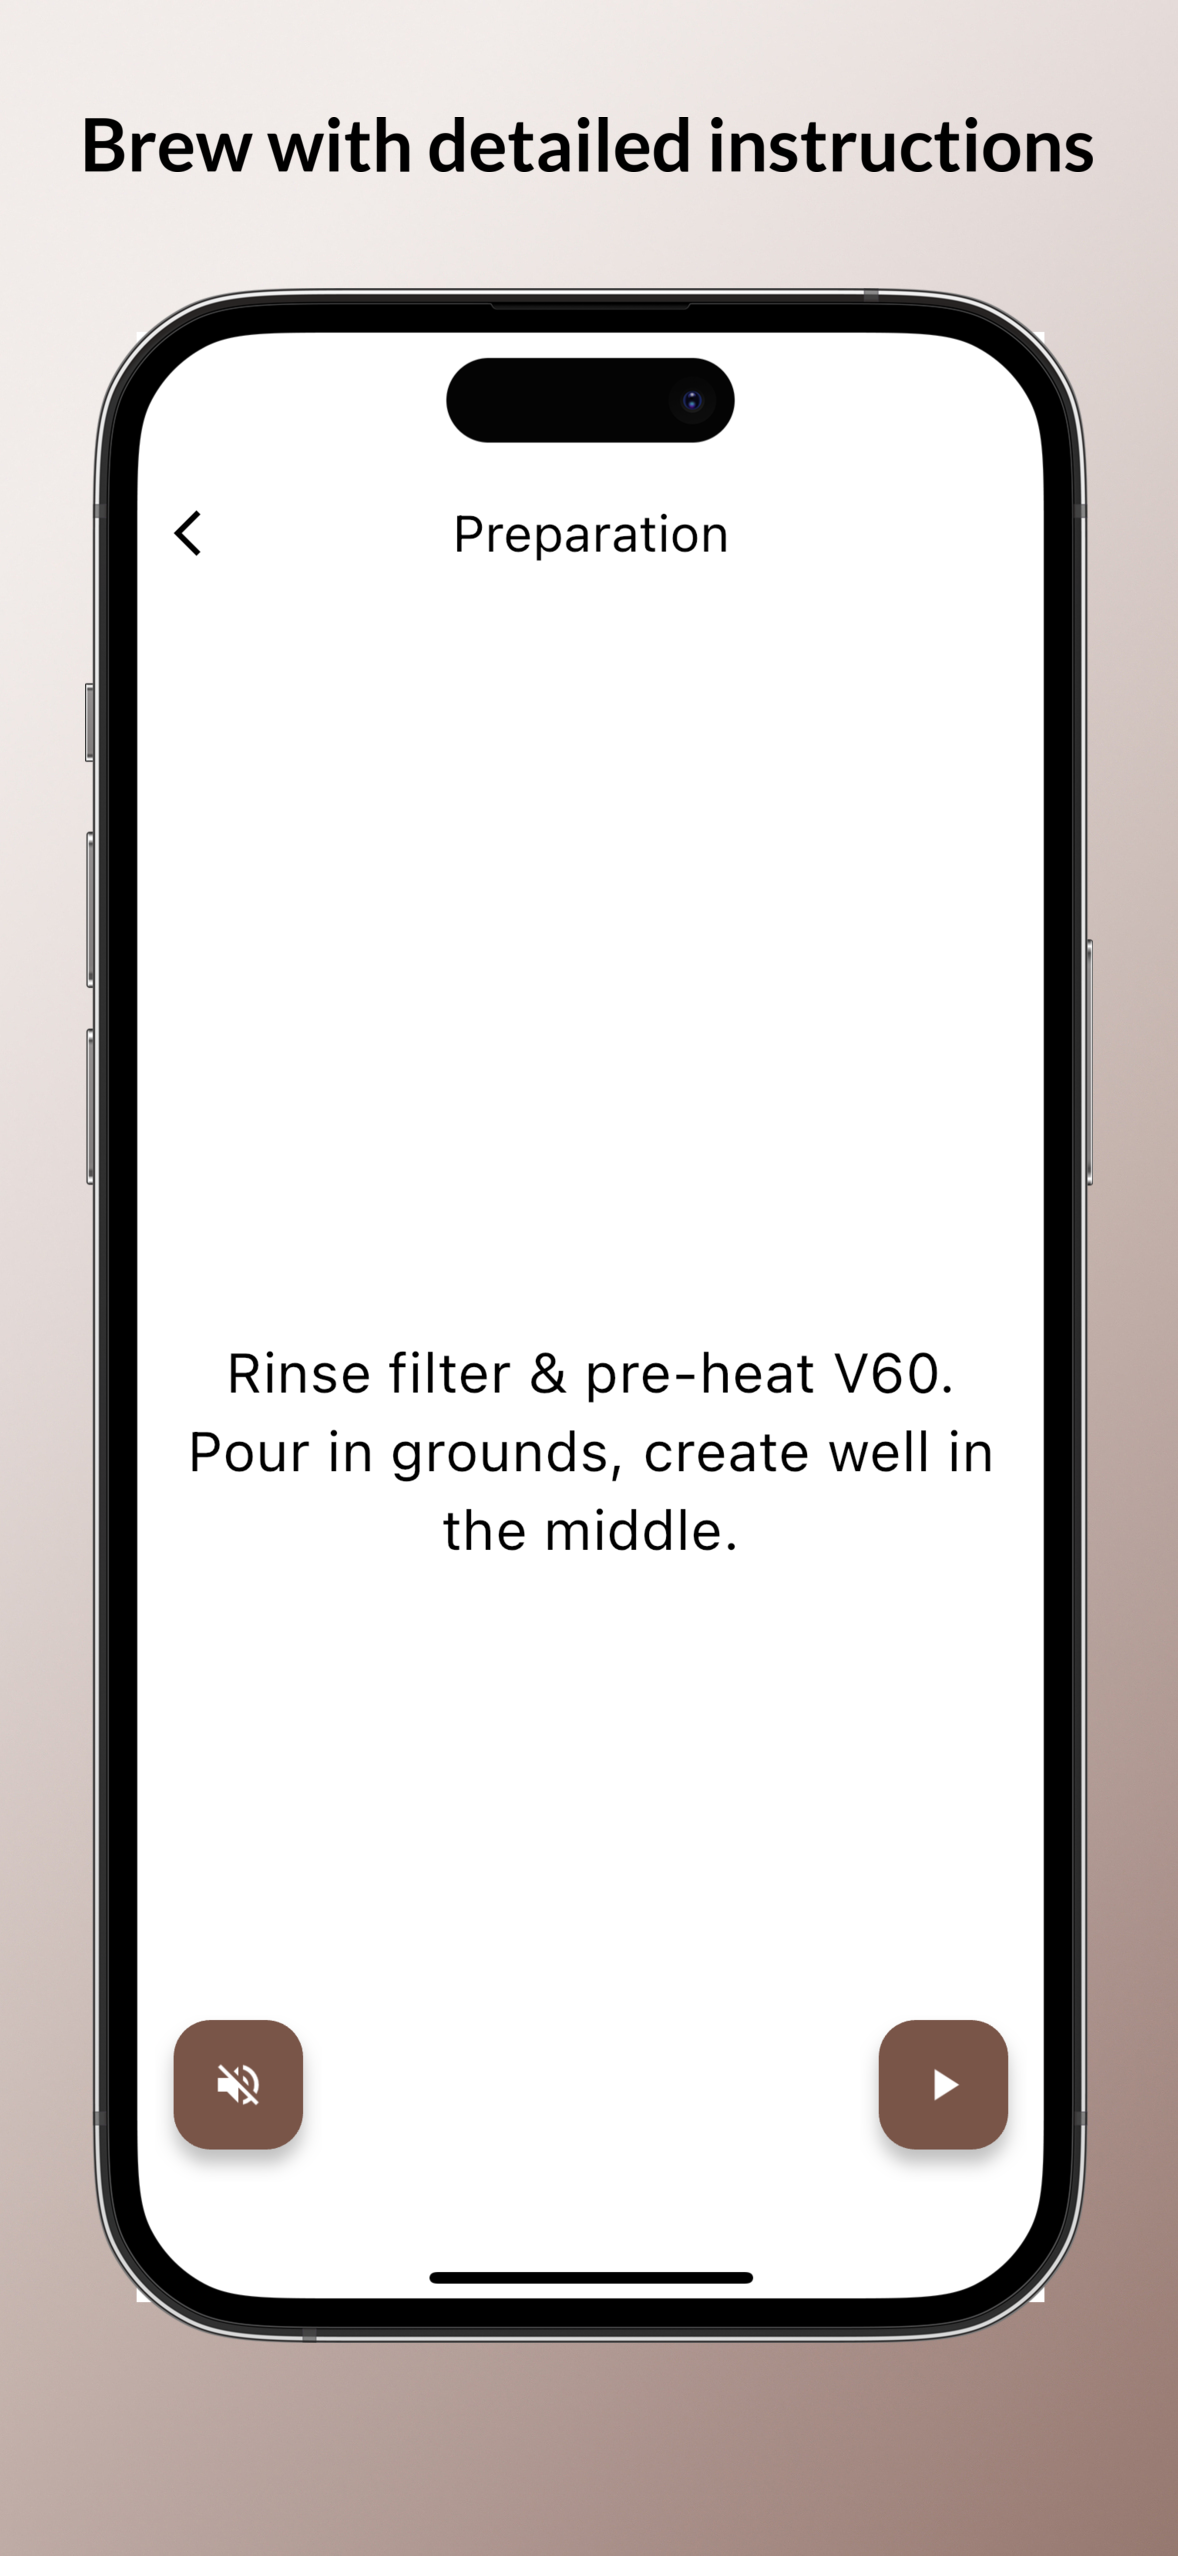 Brew with detailed instructions
Preparation
Rinse filter & pre-heat V60.
Pour in grounds, create well in
the middle.